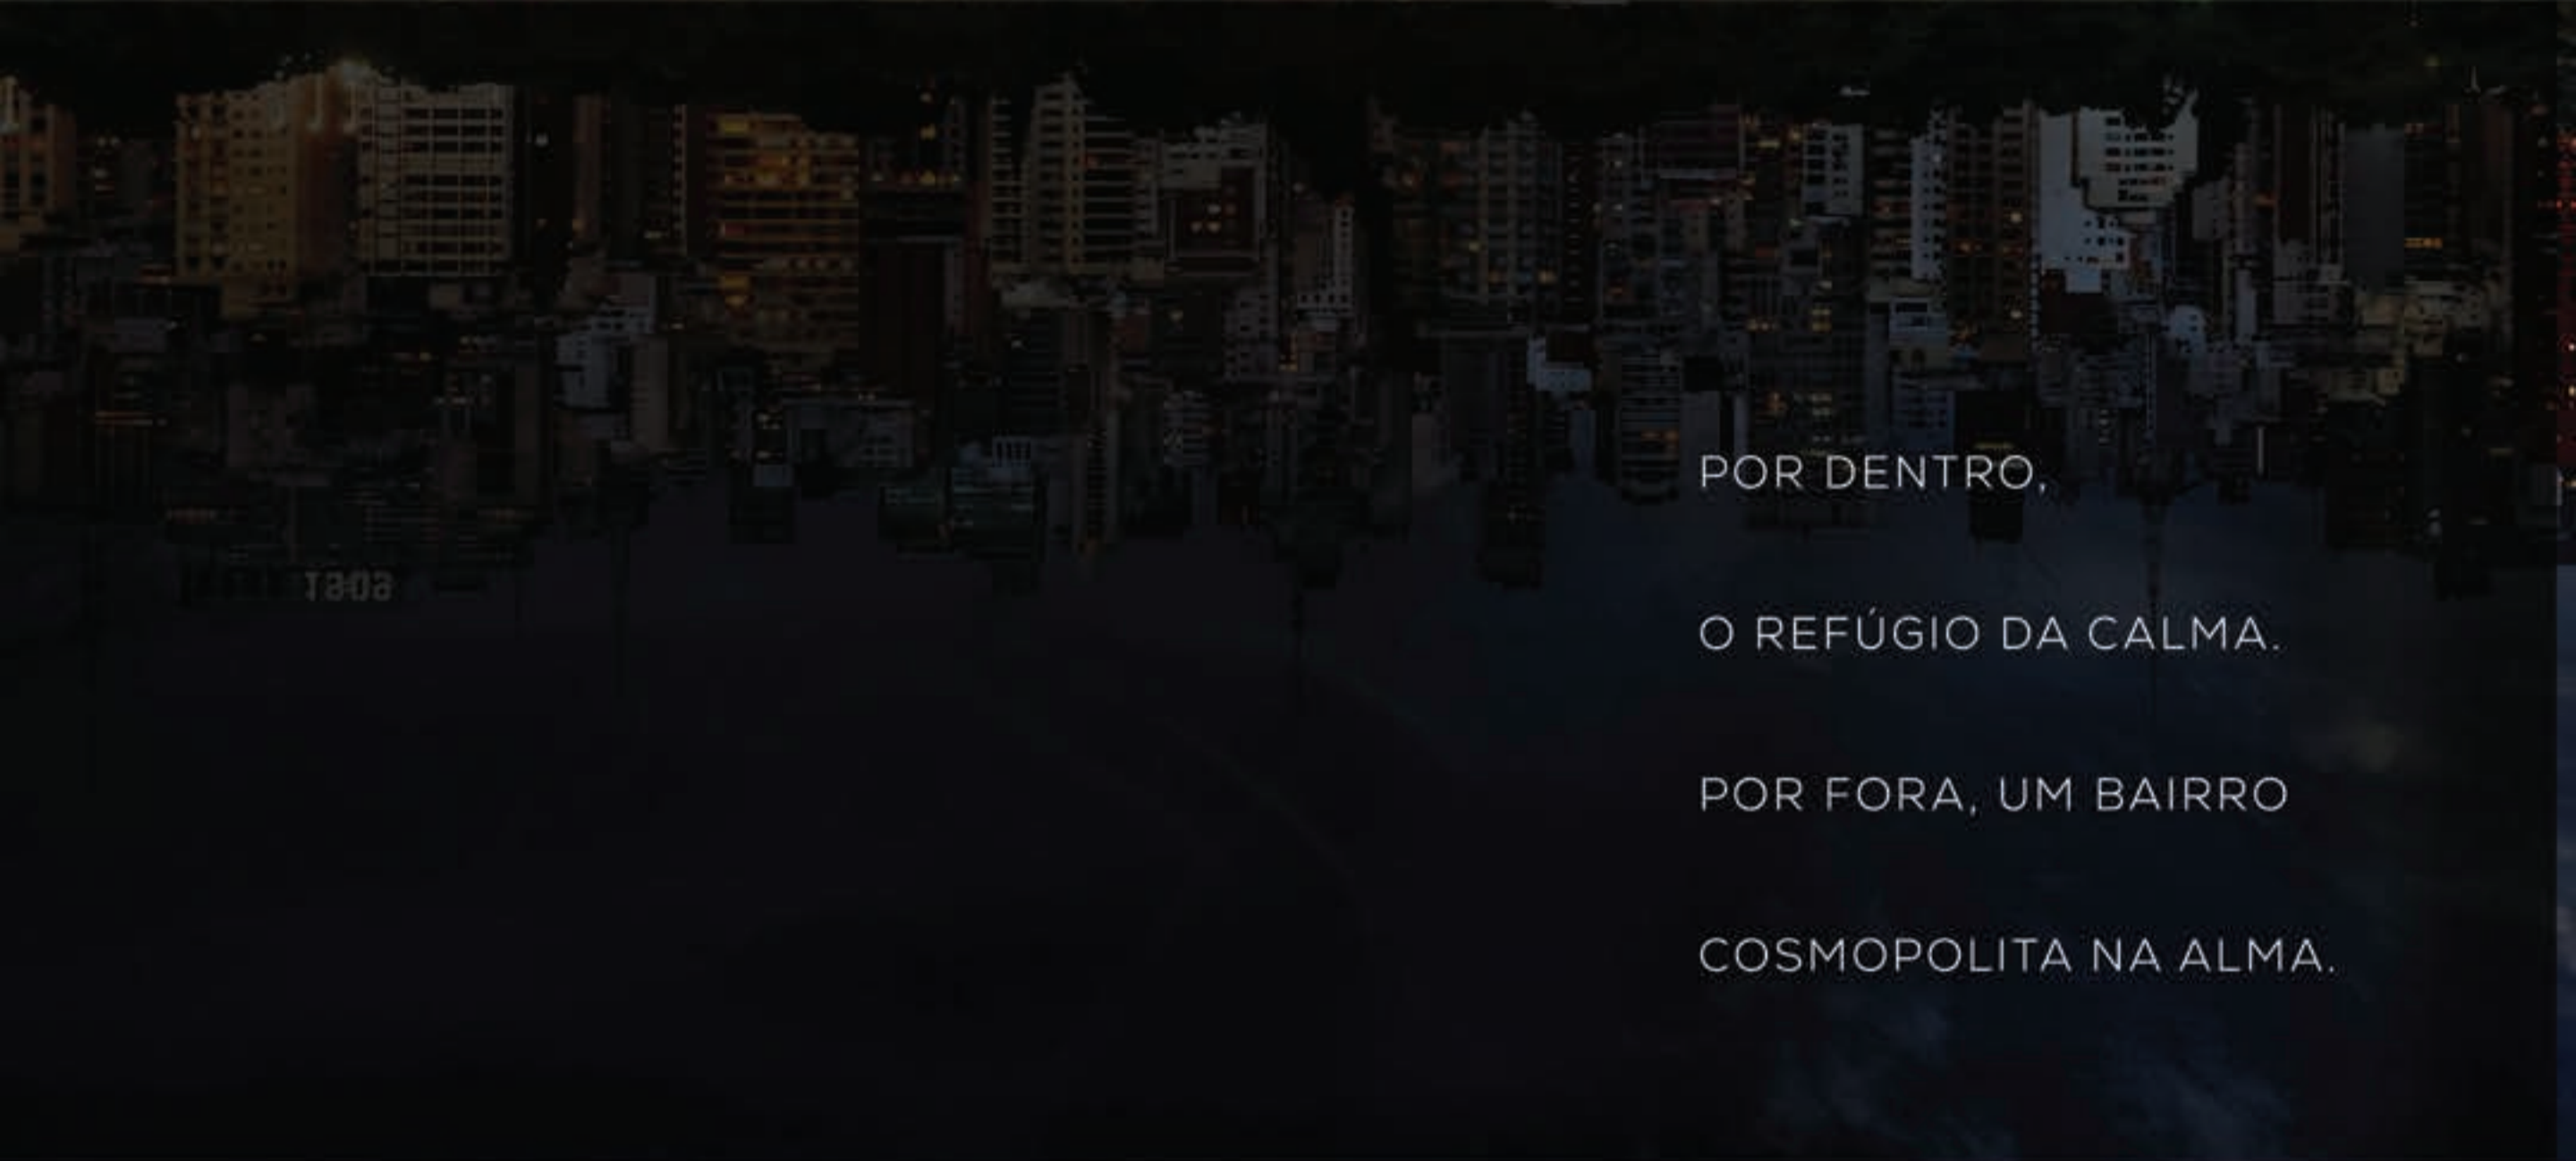 POR DENTRO,
O REFÚGIO DA CALMA.
POR FORA, UM BAIRRO
COSMOPOLITA NA ALMA.